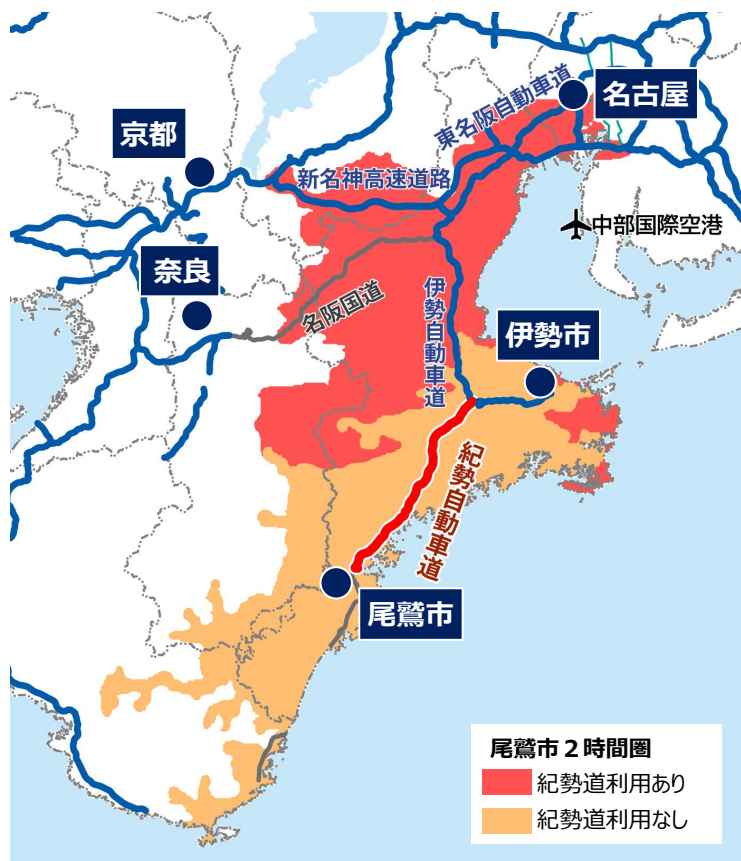 名古屋
東名阪自動車道
京都
新名神高速道路
中部国際空港
奈良
名阪国道
伊勢自動車道
伊勢市
紀勢自動車道
尾鷲市
尾鷲市２時間圏
紀勢道利用あり
紀勢道利用なし